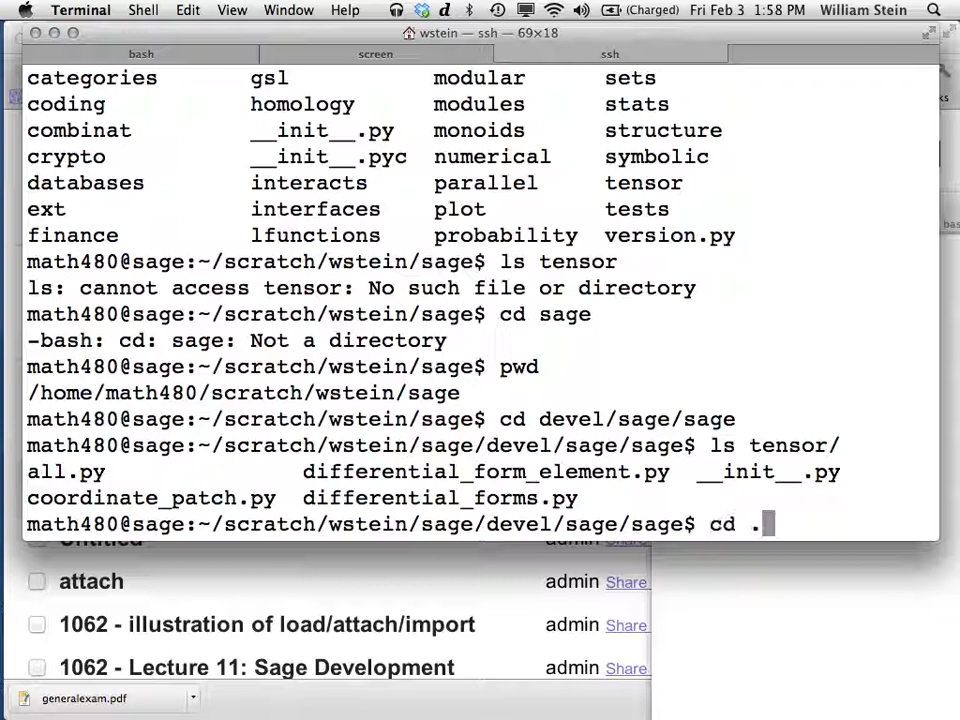 Terminal Shell Edit View Window Help (Charged) Fri Feb 3 1:58 PM William Stein
wstein — ssh — 69×18
bash screen ssh
categories gsl modular sets
coding homology modules stats
combinat __init__.py monoids structure
crypto __init__.pyc numerical symbolic
databases interacts parallel tensor
ext interfaces plot tests
finance lfunctions probability version.py
math480@sage:~/scratch/wstein/sage$ ls tensor
ls: cannot access tensor: No such file or directory
math480@sage:~/scratch/wstein/sage$ cd sage
-bash: cd: sage: Not a directory
math480@sage:~/scratch/wstein/sage$ pwd
/home/math480/scratch/wstein/sage
math480@sage:~/scratch/wstein/sage$ cd devel/sage/sage
math480@sage:~/scratch/wstein/sage/devel/sage/sage$ ls tensor/
all.py differential_form_element.py __init__.py
coordinate_patch.py differential_forms.py
math480@sage:~/scratch/wstein/sage/devel/sage/sage$ cd .
Untitled
attach admin Share
1062 - illustration of load/attach/import admin Share
1062 - Lecture 11: Sage Development admin Share
generalexam.pdf